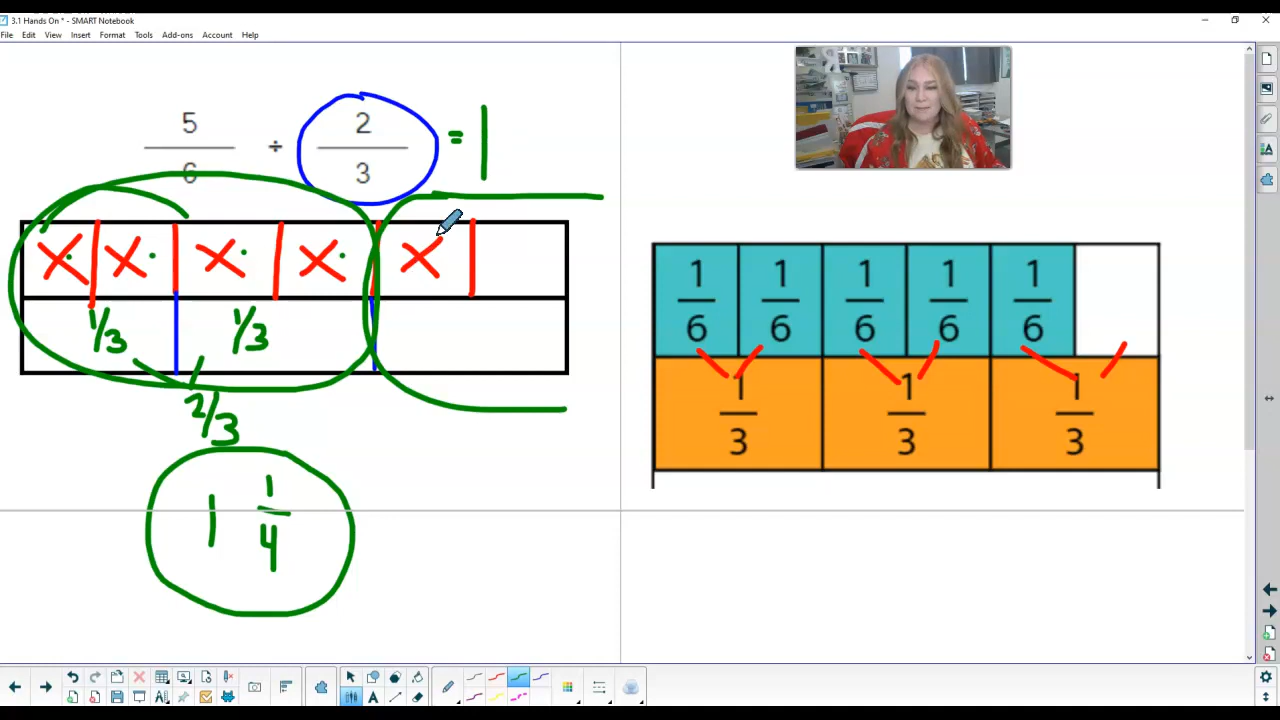 3.1 Hands On * - SMART Notebook
File Edit View Insert Format Tools Add-ons Account Help
5/6 ÷ 2/3 = 1
X X X X X
1/3 1/3
2/3
1 1/4
1/6 1/6 1/6 1/6 1/6
1/3 1/3 1/3